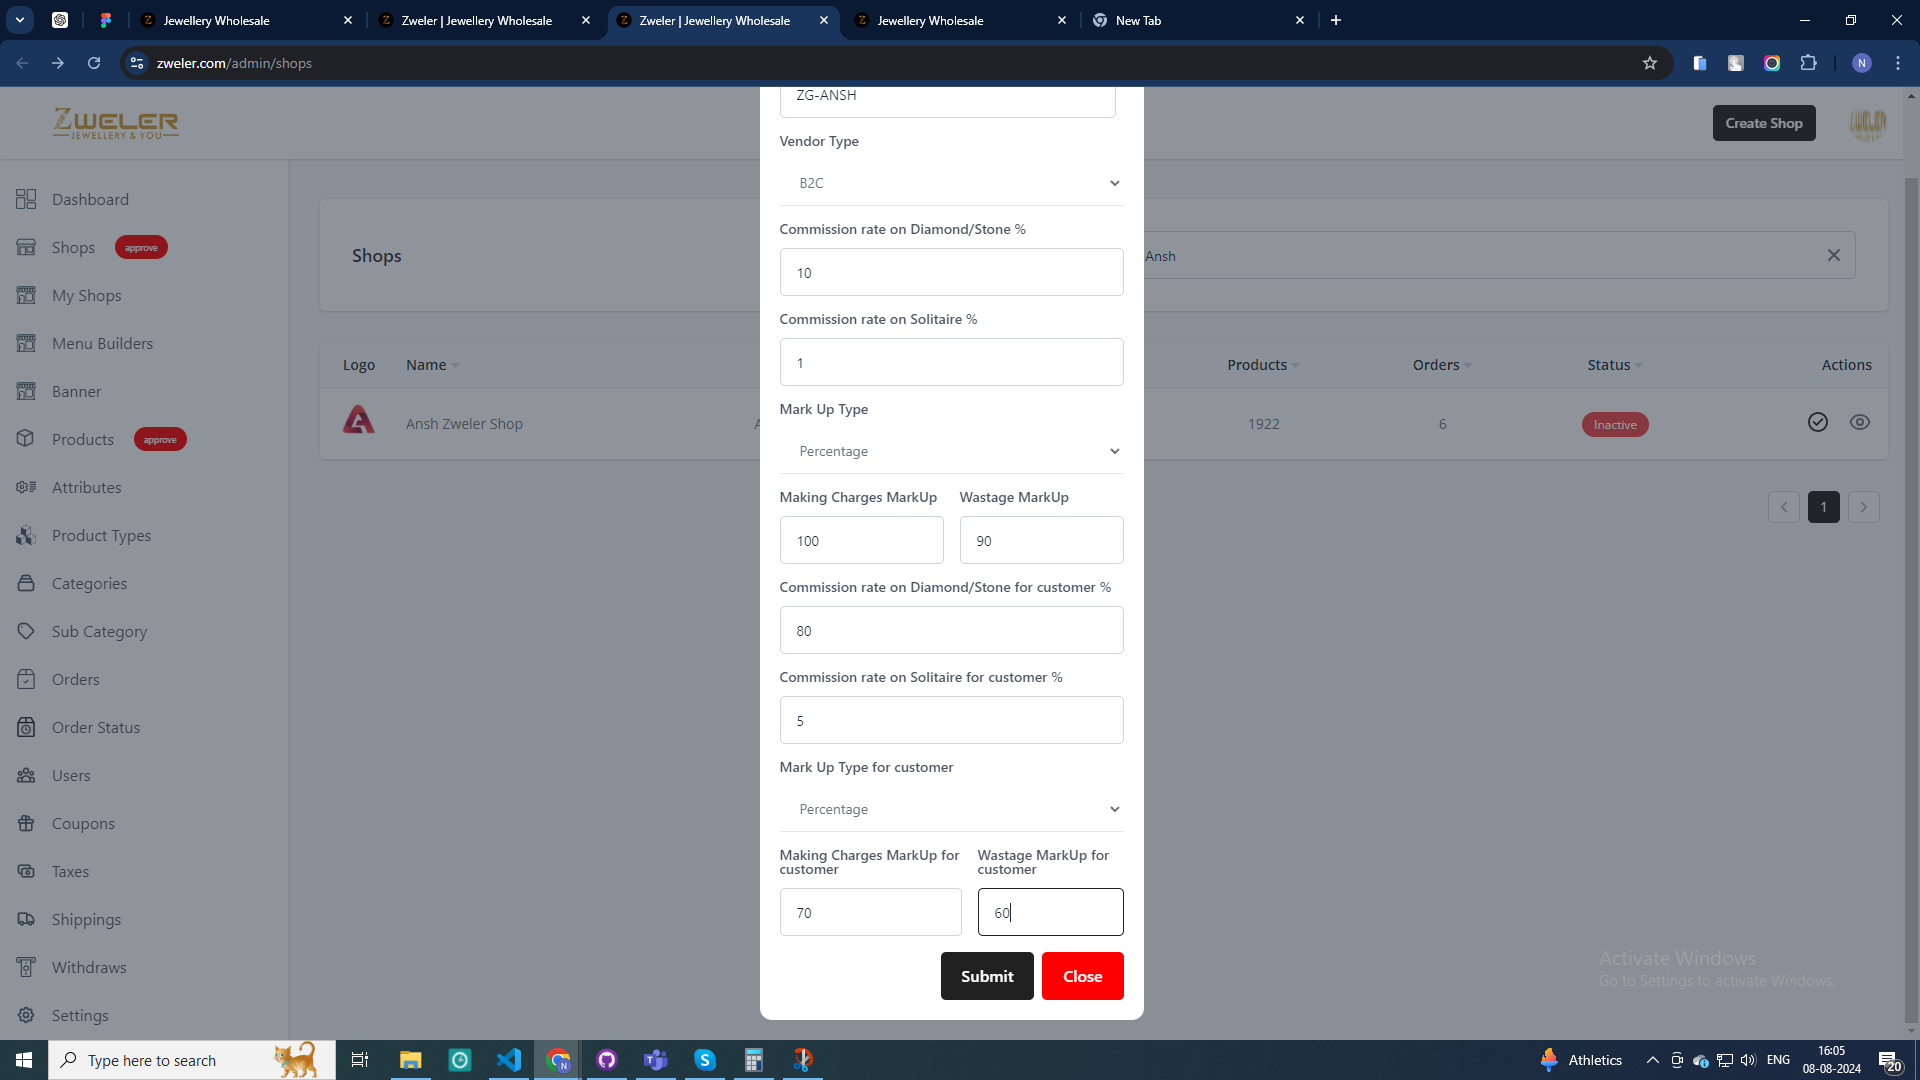 Jewellery Wholesale
Zweler | Jewellery Wholesale
Zweler | Jewellery Wholesale
Jewellery Wholesale
New Tab
zweler.com/admin/shops
N
ZWELER
JEWELLERY & YOU
Create Shop
Dashboard
Shops approve
My Shops
Menu Builders
Banner
Products approve
Attributes
Product Types
Categories
Sub Category
Orders
Order Status
Users
Coupons
Taxes
Shippings
Withdraws
Settings
Shops
Ansh
Logo Name Products Orders Status Actions
Ansh Zweler Shop A 1922 6 Inactive
1
ZG-ANSH
Vendor Type
B2C
Commission rate on Diamond/Stone %
10
Commission rate on Solitaire %
1
Mark Up Type
Percentage
Making Charges MarkUp Wastage MarkUp
100 90
Commission rate on Diamond/Stone for customer %
80
Commission rate on Solitaire for customer %
5
Mark Up Type for customer
Percentage
Making Charges MarkUp for customer
Wastage MarkUp for customer
70 60
Submit Close
Activate Windows
Go to Settings to activate Windows.
Type here to search
Athletics
ENG
16:05
08-08-2024
20